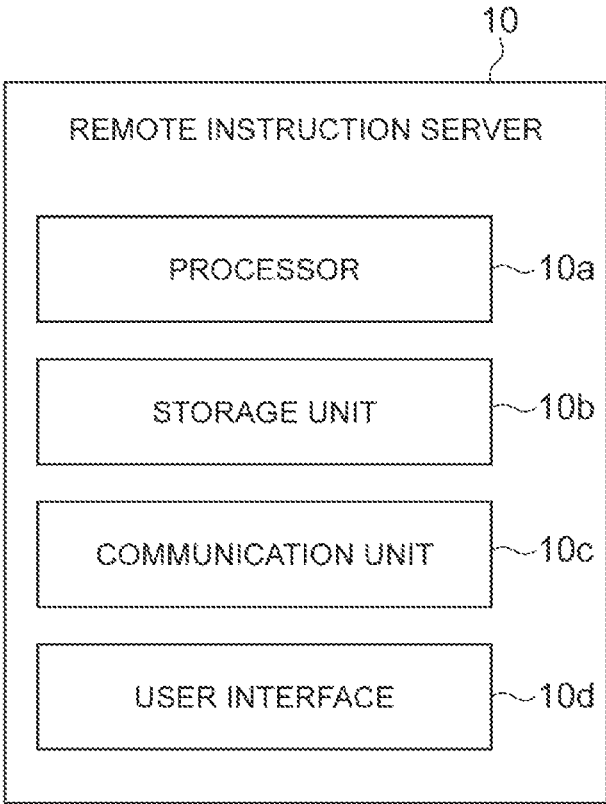 10
REMOTE INSTRUCTION SERVER
PROCESSOR
10a
STORAGE UNIT
10b
COMMUNICATION UNIT
10c
USER INTERFACE
10d